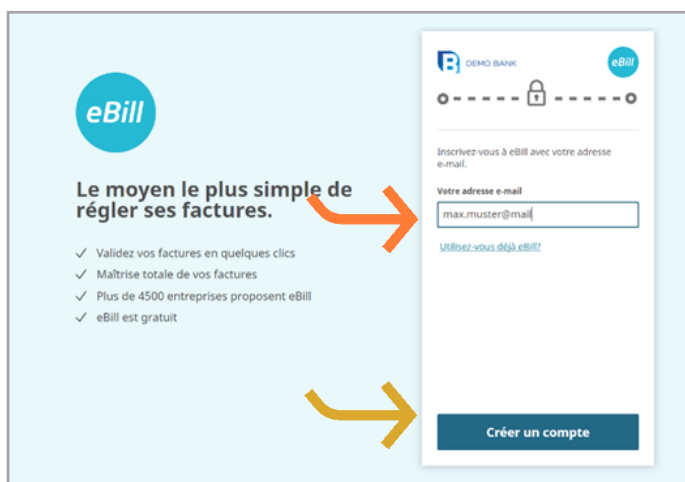 eBill
Le moyen le plus simple de
régler ses factures.
Validez vos factures en quelques clics
Maîtrise totale de vos factures
Plus de 4500 entreprises proposent eBill
eBill est gratuit
DEMO BANK
eBill
Inscrivez-vous à eBill avec votre adresse
e-mail.
Votre adresse e-mail
max.muster@mail
Utilisez-vous déjà eBill?
Créer un compte